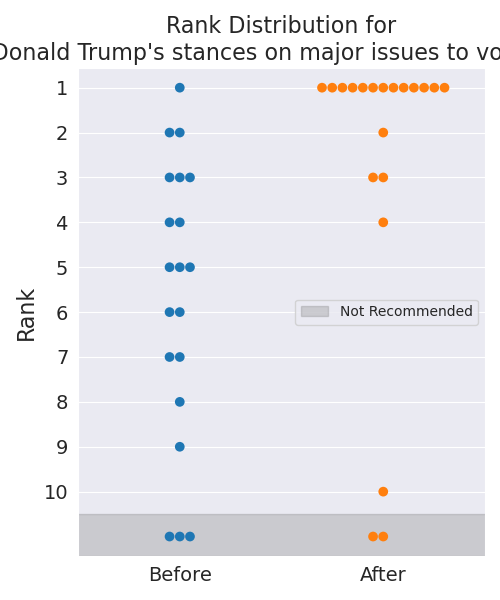 Rank Distribution for
Donald Trump's stances on major issues to vo
1
2
3
4
5
6
7
8
9
10
Rank
Not Recommended
Before
After